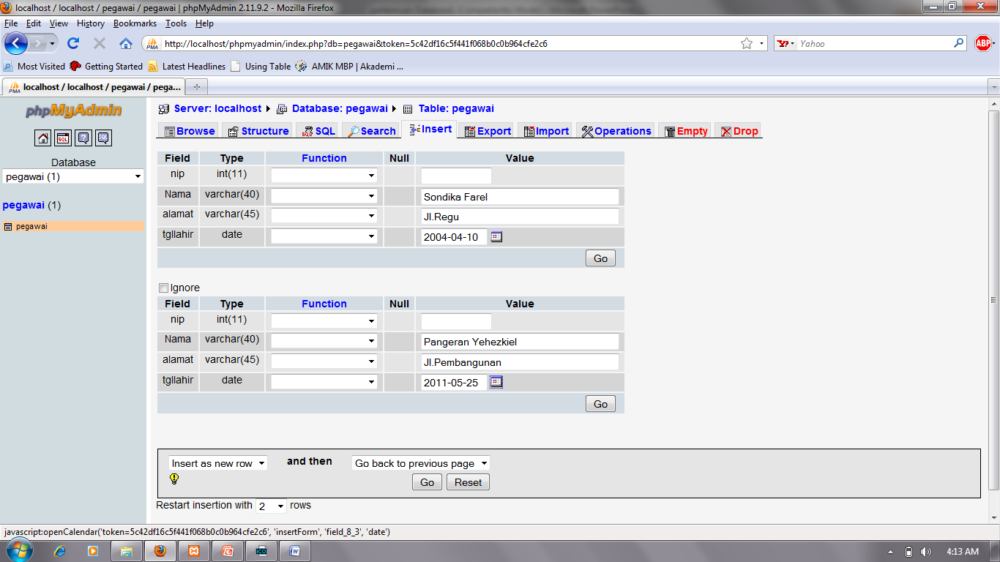 localhost / localhost / pegawai / pegawai | phpMyAdmin 2.11.9.2 - Mozilla Firefox
File Edit View History Bookmarks Tools Help
PMA http://localhost/phpmyadmin/index.php?db=pegawai&token=5c42df16c5f441f068b0c0b964cfe2c6 Yahoo ABP
Most Visited Getting Started Latest Headlines Using Table AMIK MBP | Akademi ...
PMA localhost / localhost / pegawai / pega...
phpMyAdmin
SQL
Database
pegawai (1)
pegawai (1)
pegawai
Server: localhost Database: pegawai Table: pegawai
Browse Structure SQL Search Insert Export Import Operations Empty Drop
Field Type Function Null Value
nip int(11)
Nama varchar(40) Sondika Farel
alamat varchar(45) Jl.Regu
tgllahir date 2004-04-10
Go
Ignore
Field Type Function Null Value
nip int(11)
Nama varchar(40) Pangeran Yehezkiel
alamat varchar(45) Jl.Pembangunan
tgllahir date 2011-05-25
Go
Insert as new row and then Go back to previous page
Go Reset
Restart insertion with 2 rows
javascript:openCalendar('token=5c42df16c5f441f068b0c0b964cfe2c6', 'insertForm', 'field_8_3', 'date')
4:13 AM